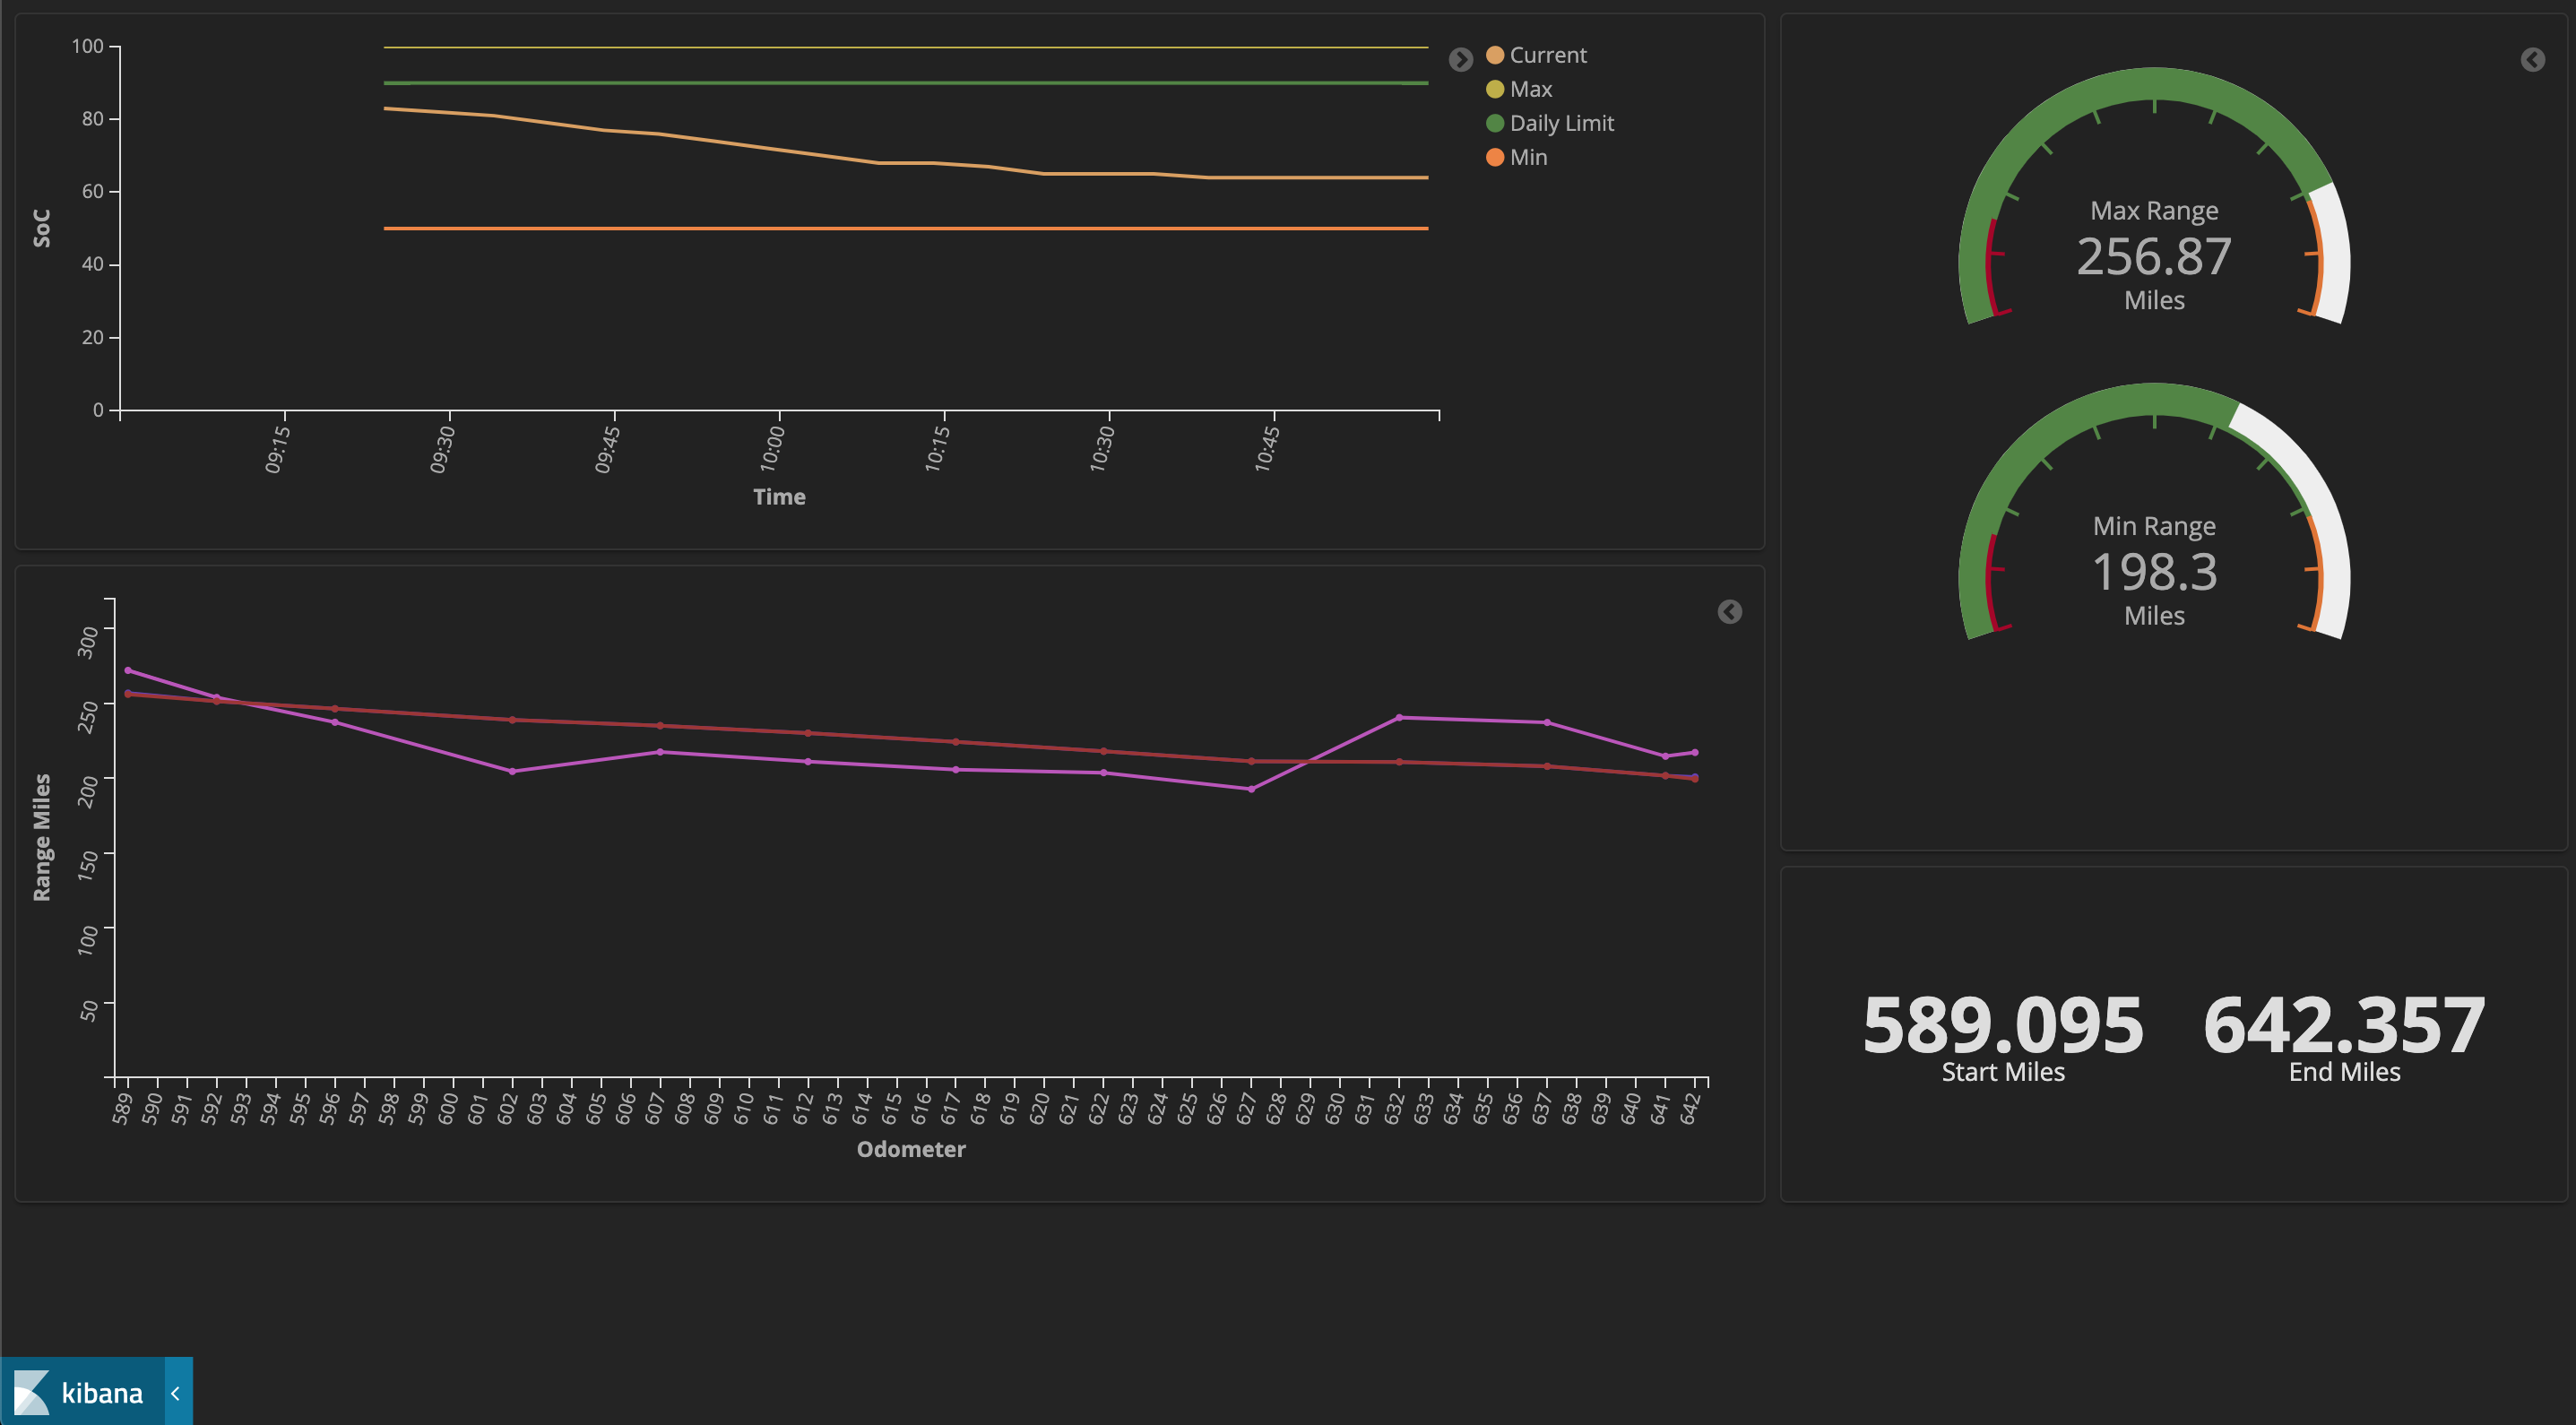 100
80
60
40
20
0
SoC
09:15
09:30
09:45
10:00
10:15
10:30
10:45
Time
Current
Max
Daily Limit
Min
Max Range
256.87
Miles
Min Range
198.3
Miles
300
250
200
150
100
50
Range Miles
589 590 591 592 593 594 595 596 597 598 599 600 601 602 603 604 605 606 607 608 609 610 611 612 613 614 615 616 617 618 619 620 621 622 623 624 625 626 627 628 629 630 631 632 633 634 635 636 637 638 639 640 641 642
Odometer
589.095 642.357
Start Miles End Miles
kibana